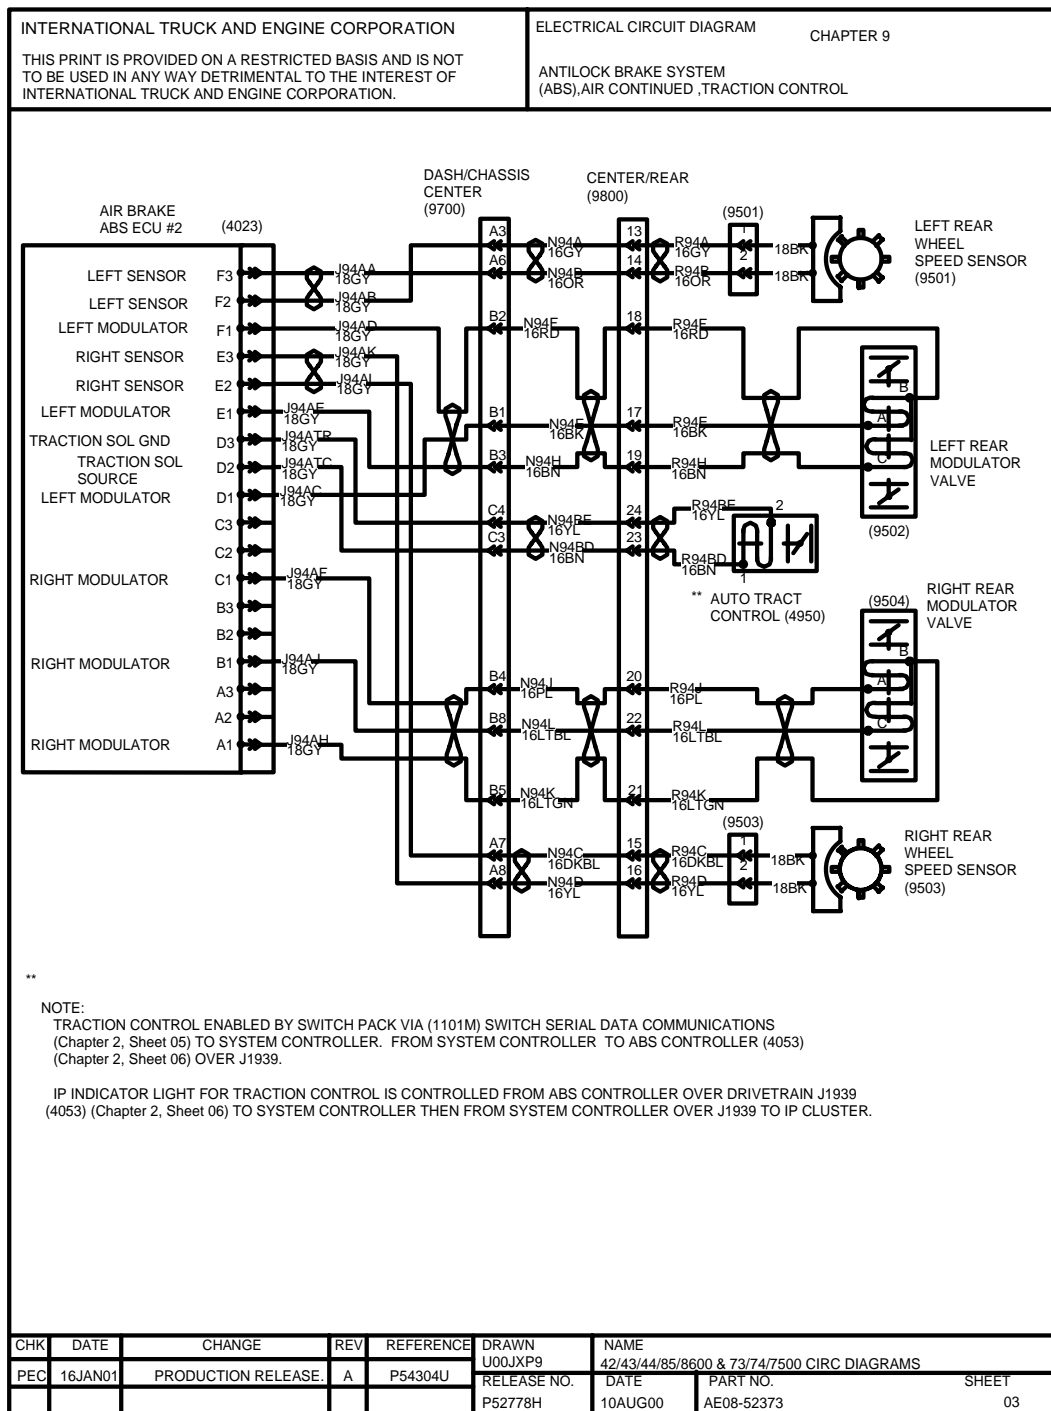 INTERNATIONAL TRUCK AND ENGINE CORPORATION
THIS PRINT IS PROVIDED ON A RESTRICTED BASIS AND IS NOT
TO BE USED IN ANY WAY DETRIMENTAL TO THE INTEREST OF
INTERNATIONAL TRUCK AND ENGINE CORPORATION.
ELECTRICAL CIRCUIT DIAGRAM
CHAPTER 9
ANTILOCK BRAKE SYSTEM
(ABS),AIR CONTINUED ,TRACTION CONTROL
AIR BRAKE
ABS ECU #2
(4023)
DASH/CHASSIS
CENTER
(9700)
CENTER/REAR
(9800)
(9501)
LEFT REAR
WHEEL
SPEED SENSOR
(9501)
LEFT SENSOR F3
LEFT SENSOR F2
LEFT MODULATOR F1
RIGHT SENSOR E3
RIGHT SENSOR E2
LEFT MODULATOR E1
TRACTION SOL GND D3
TRACTION SOL
SOURCE
D2
LEFT MODULATOR D1
C3
C2
RIGHT MODULATOR C1
B3
B2
RIGHT MODULATOR B1
A3
A2
RIGHT MODULATOR A1
J94AA
18GY
J94AB
18GY
J94AD
18GY
J94AK
18GY
18GY
18GY
18GY
J94ATC
18GY
J94AC
18GY
18GY
J94AJ
18GY
J94AH
18GY
A3
N94A
16GY
13
R94A
16GY
1
18BK
A6
N94B
16OR
14
R94B
16OR
2
18BK
B2
16RD
18
16RD
B1
16BK
17
16BK
B3
N94H
16BN
19
R94H
16BN
C4
N94BE
16YL
24
R94BE
16YL
2
C3
N94BD
16BN
23
R94BD
16BN
1
B
A
C
LEFT REAR
MODULATOR
VALVE
(9502)
** AUTO TRACT
CONTROL (4950)
(9504)
RIGHT REAR
MODULATOR
VALVE
B
A
C
B4
N94J
16PL
20
R94J
16PL
B8
N94L
16LTBL
22
R94L
16LTBL
B5
N94K
16LTGN
21
R94K
16LTGN
(9503)
A7
N94C
16DKBL
15
R94C
16DKBL
1
18BK
A8
N94D
16YL
16
R94D
16YL
2
18BK
RIGHT REAR
WHEEL
SPEED SENSOR
(9503)
**
NOTE:
TRACTION CONTROL ENABLED BY SWITCH PACK VIA (1101M) SWITCH SERIAL DATA COMMUNICATIONS
(Chapter 2, Sheet 05) TO SYSTEM CONTROLLER. FROM SYSTEM CONTROLLER TO ABS CONTROLLER (4053)
(Chapter 2, Sheet 06) OVER J1939.
IP INDICATOR LIGHT FOR TRACTION CONTROL IS CONTROLLED FROM ABS CONTROLLER OVER DRIVETRAIN J1939
(4053) (Chapter 2, Sheet 06) TO SYSTEM CONTROLLER THEN FROM SYSTEM CONTROLLER OVER J1939 TO IP CLUSTER.
CHK DATE CHANGE REV REFERENCE
PEC 16JAN01 PRODUCTION RELEASE. A P54304U
DRAWN
U00JXP9
NAME
42/43/44/85/8600 & 73/74/7500 CIRC DIAGRAMS
RELEASE NO.
P52778H
DATE
10AUG00
PART NO.
AE08-52373
SHEET
03